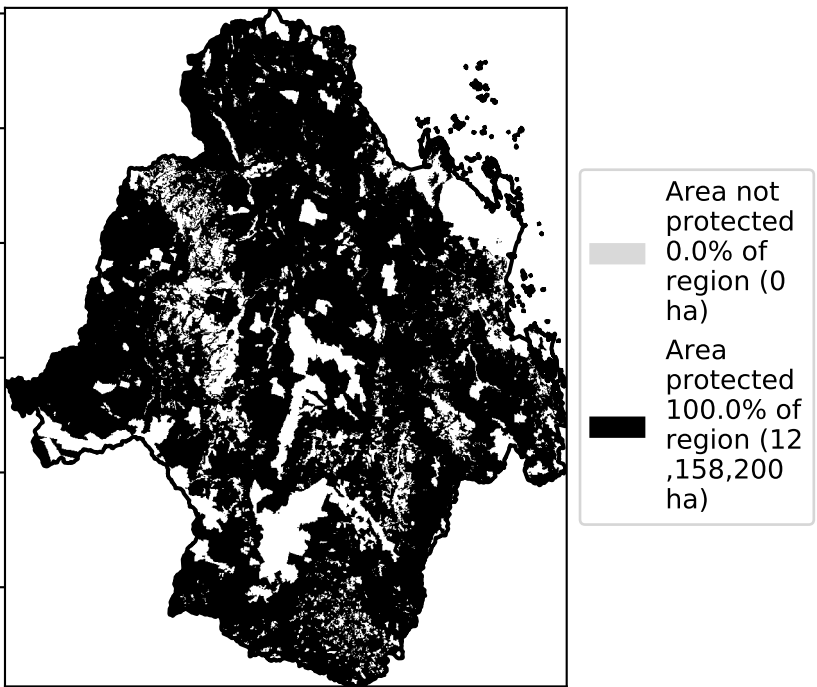 Area not
protected
0.0% of
region (0
ha)
Area
protected
100.0% of
region (12
,158,200
ha)